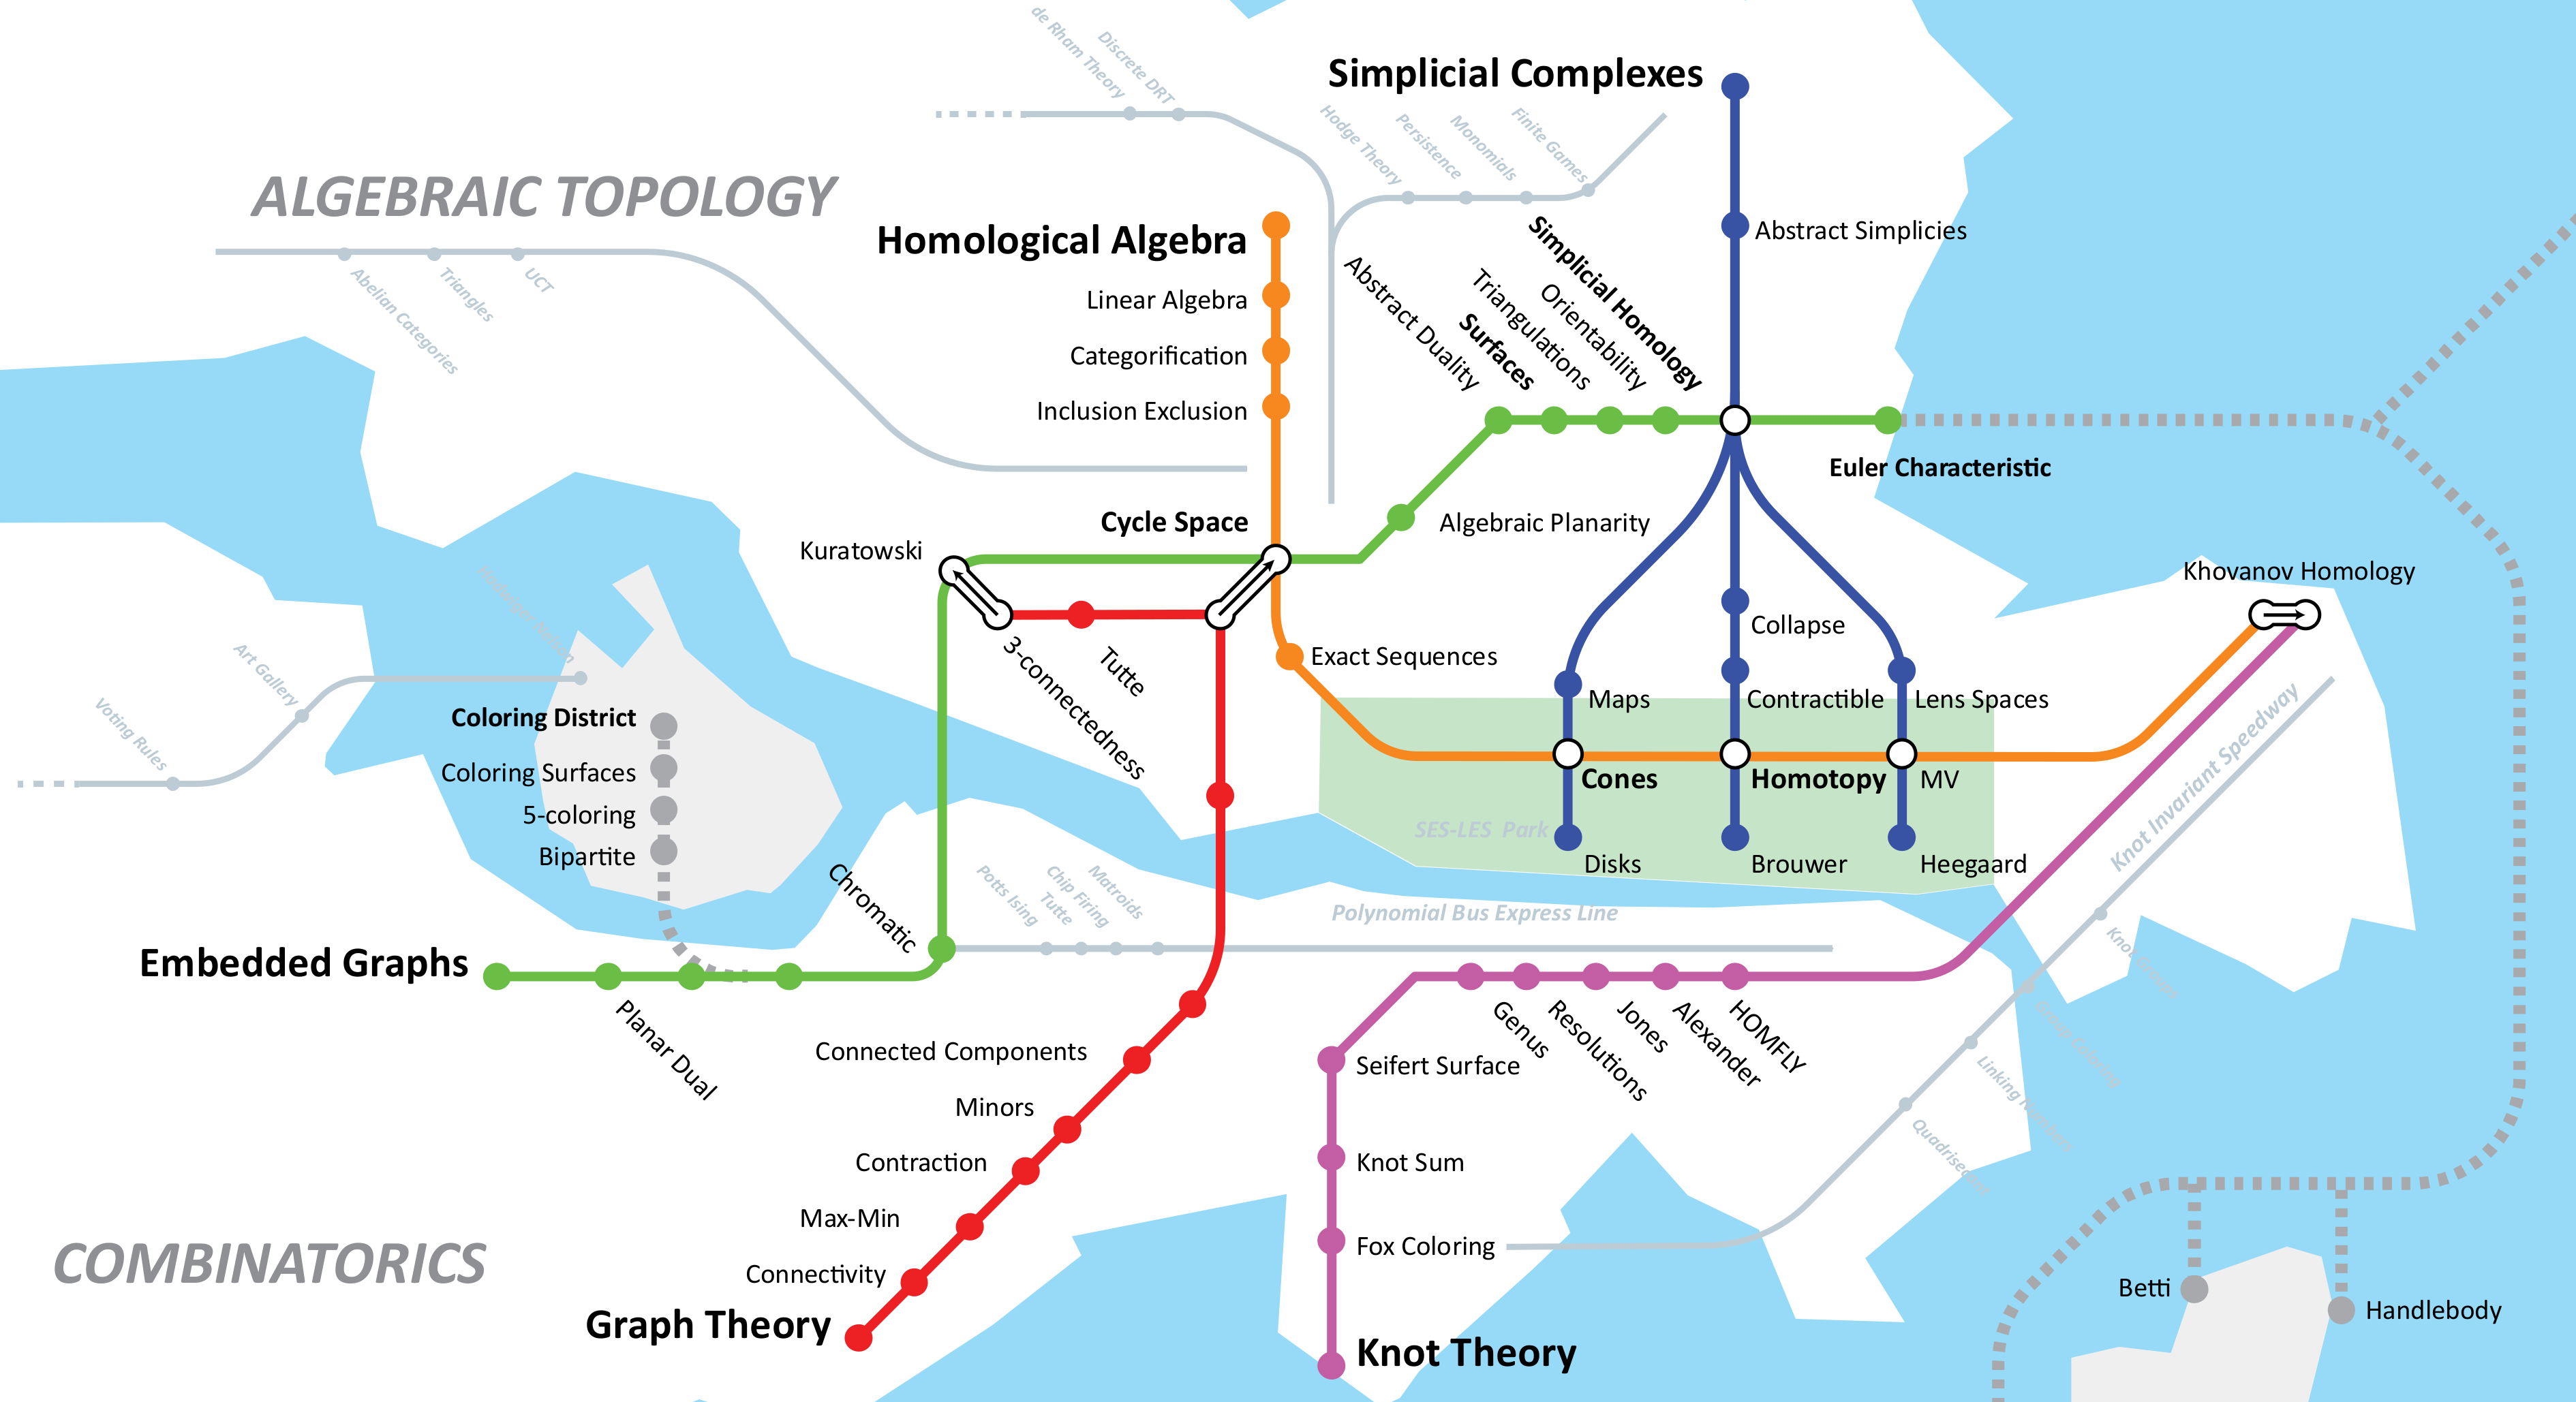 de Rham Theory
Discrete DRT
Simplicial Complexes
Hodge Theory
Persistence
Monomials
Finite Games
ALGEBRAIC TOPOLOGY
Homological Algebra
Abstract Simplicies
Abelian Categories
Triangles
UCT
Linear Algebra
Categorification
Inclusion Exclusion
Abstract Duality
Surfaces
Triangulations
Orientability
Simplicial Homology
Euler Characteristic
Cycle Space
Kuratowski
Algebraic Planarity
Khovanov Homology
3-connectedness
Tutte
Exact Sequences
Collapse
Maps
Contractible
Lens Spaces
Art Gallery
Voting Rules
Coloring District
Coloring Surfaces
5-coloring
Bipartite
Cones
Homotopy
MV
SES-LES Park
Disks
Brouwer
Heegaard
Knot Invariant Speedway
Chromatic
Potts Ising
Tutte
Chip Firing
Matroids
Polynomial Bus Express Line
Embedded Graphs
Planar Dual
Genus
Resolutions
Jones
Alexander
HOMFLY
Knot
Connected Components
Seifert Surface
Minors
Linking
Contraction
Knot Sum
Quadrisecant
Max-Min
Fox Coloring
COMBINATORICS
Connectivity
Betti
Handlebody
Graph Theory
Knot Theory